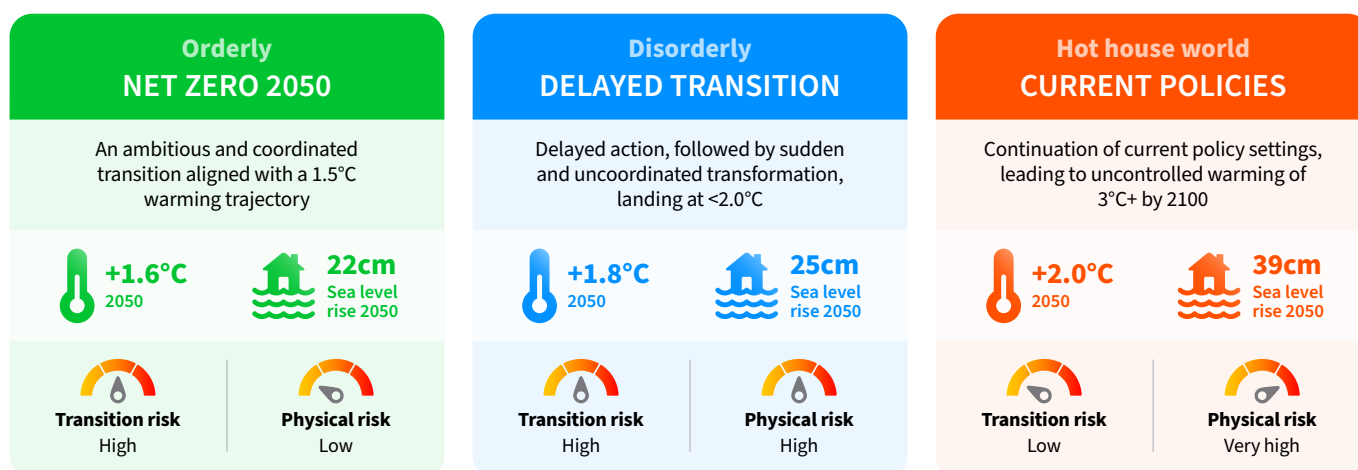 Orderly
NET ZERO 2050
An ambitious and coordinated
transition aligned with a 1.5°C
warming trajectory
+1.6°C
2050
22cm
Sea level
rise 2050
Transition risk
High
Physical risk
Low
Disorderly
DELAYED TRANSITION
Delayed action, followed by sudden
and uncoordinated transformation,
landing at <2.0°C
+1.8°C
2050
25cm
Sea level
rise 2050
Transition risk
High
Physical risk
High
Hot house world
CURRENT POLICIES
Continuation of current policy settings,
leading to uncontrolled warming of
3°C+ by 2100
+2.0°C
2050
39cm
Sea level
rise 2050
Transition risk
Low
Physical risk
Very high